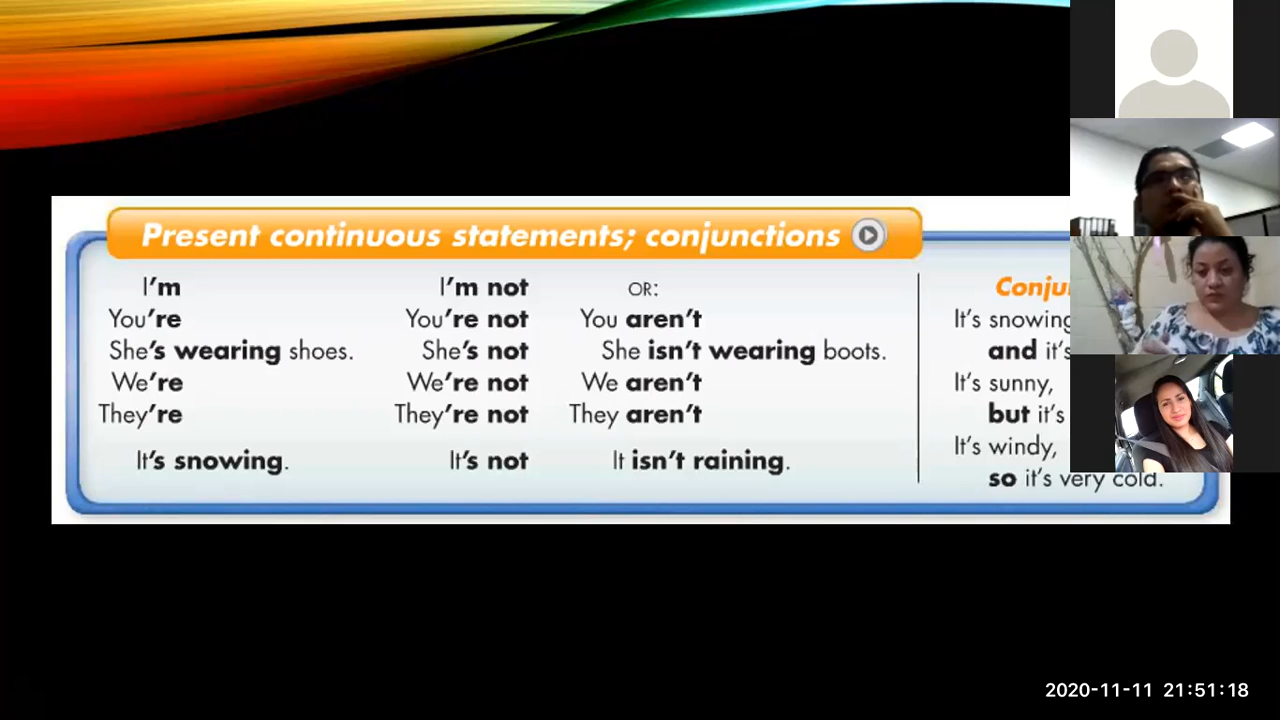 Present continuous statements; conjunctions
I'm I'm not OR:
You're You're not You aren't
She's wearing shoes. She's not She isn't wearing boots.
We're We're not We aren't
They're They're not They aren't
It's snowing. It's not It isn't raining.
It's snowing
and it's
It's sunny,
but it's
It's windy,
so it's very cold.
2020-11-11 21:51:18